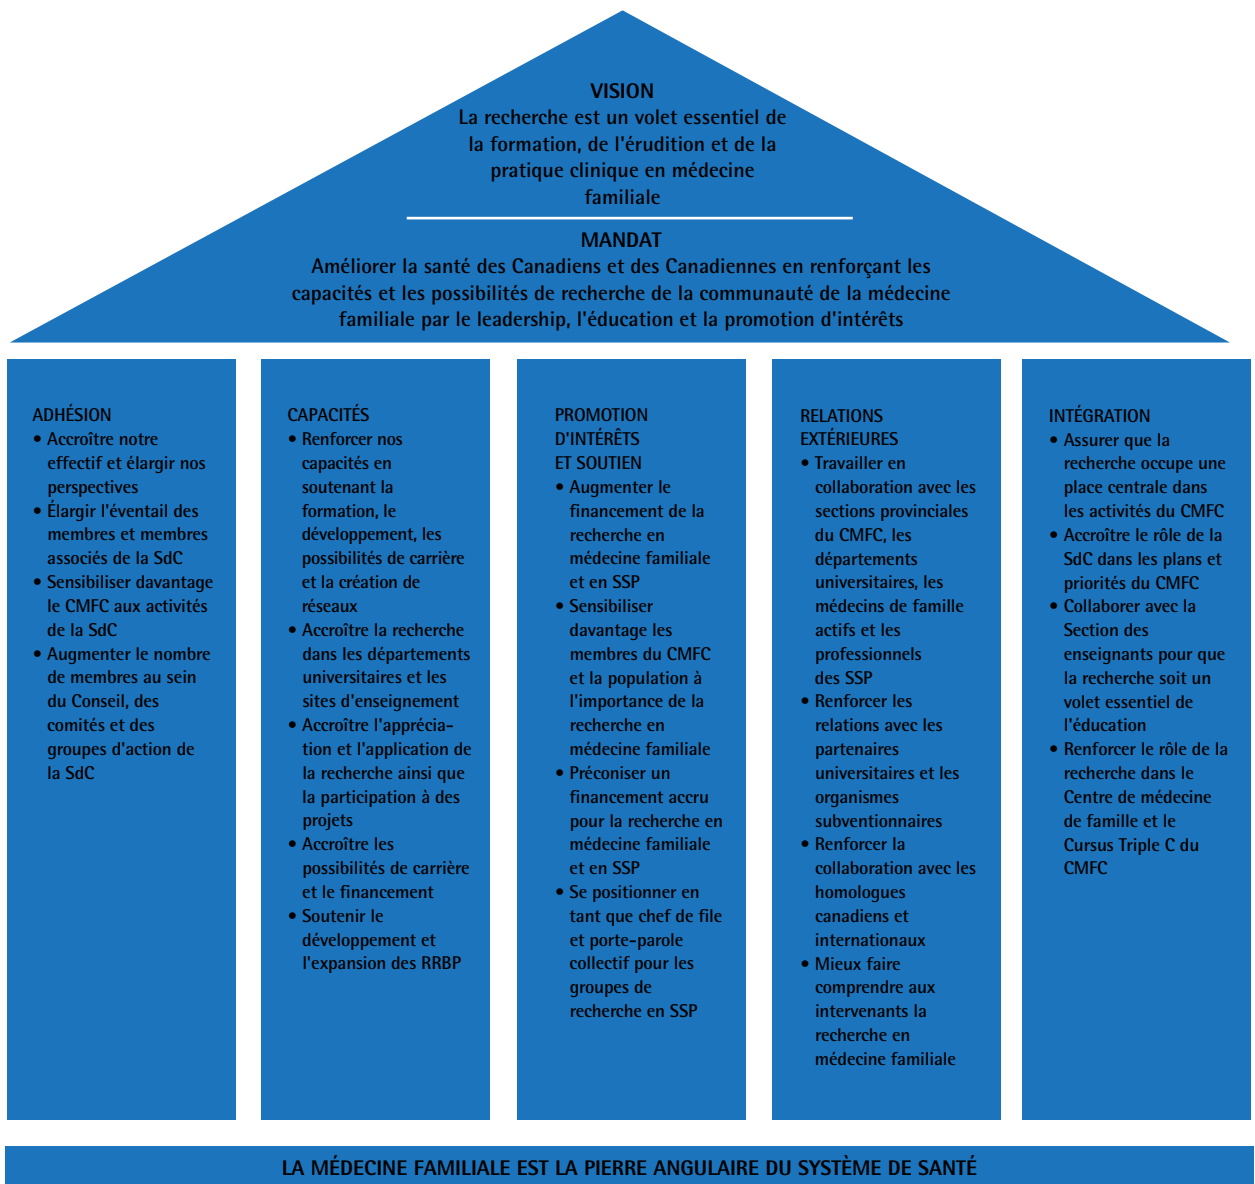 VISION
La recherche est un volet essentiel de
la formation, de l'érudition et de la
pratique clinique en médecine
familiale
MANDAT
Améliorer la santé des Canadiens et des Canadiennes en renforçant les
capacités et les possibilités de recherche de la communauté de la médecine
familiale par le leadership, l'éducation et la promotion d'intérêts
ADHÉSION
• Accroître notre
effectif et élargir nos
perspectives
• Élargir l'éventail des
membres et membres
associés de la SdC
• Sensibiliser davantage
le CMFC aux activités
de la SdC
• Augmenter le nombre
de membres au sein
du Conseil, des
comités et des
groupes d'action de
la SdC
CAPACITÉS
• Renforcer nos
capacités en
soutenant la
formation, le
développement, les
possibilités de carrière
et la création de
réseaux
• Accroître la recherche
dans les départements
universitaires et les
sites d'enseignement
• Accroître l'apprécia-
tion et l'application de
la recherche ainsi que
la participation à des
projets
• Accroître les
possibilités de carrière
et le financement
• Soutenir le
développement et
l'expansion des RRBP
PROMOTION
D'INTÉRÊTS
ET SOUTIEN
• Augmenter le
financement de la
recherche en
médecine familiale
et en SSP
• Sensibiliser
davantage les
membres du CMFC
et la population à
l'importance de la
recherche en
médecine familiale
• Préconiser un
financement accru
pour la recherche en
médecine familiale
et en SSP
• Se positionner en
tant que chef de file
et porte-parole
collectif pour les
groupes de
recherche en SSP
RELATIONS
EXTÉRIEURES
• Travailler en
collaboration avec les
sections provinciales
du CMFC, les
départements
universitaires, les
médecins de famille
actifs et les
professionnels
des SSP
• Renforcer les
relations avec les
partenaires
universitaires et les
organismes
subventionnaires
• Renforcer la
collaboration avec les
homologues
canadiens et
internationaux
• Mieux faire
comprendre aux
intervenants la
recherche en
médecine familiale
INTÉGRATION
• Assurer que la
recherche occupe une
place centrale dans
les activités du CMFC
• Accroître le rôle de la
SdC dans les plans et
priorités du CMFC
• Collaborer avec la
Section des
enseignants pour que
la recherche soit un
volet essentiel de
l'éducation
• Renforcer le rôle de la
recherche dans le
Centre de médecine
de famille et le
Cursus Triple C du
CMFC
LA MÉDECINE FAMILIALE EST LA PIERRE ANGULAIRE DU SYSTÈME DE SANTÉ